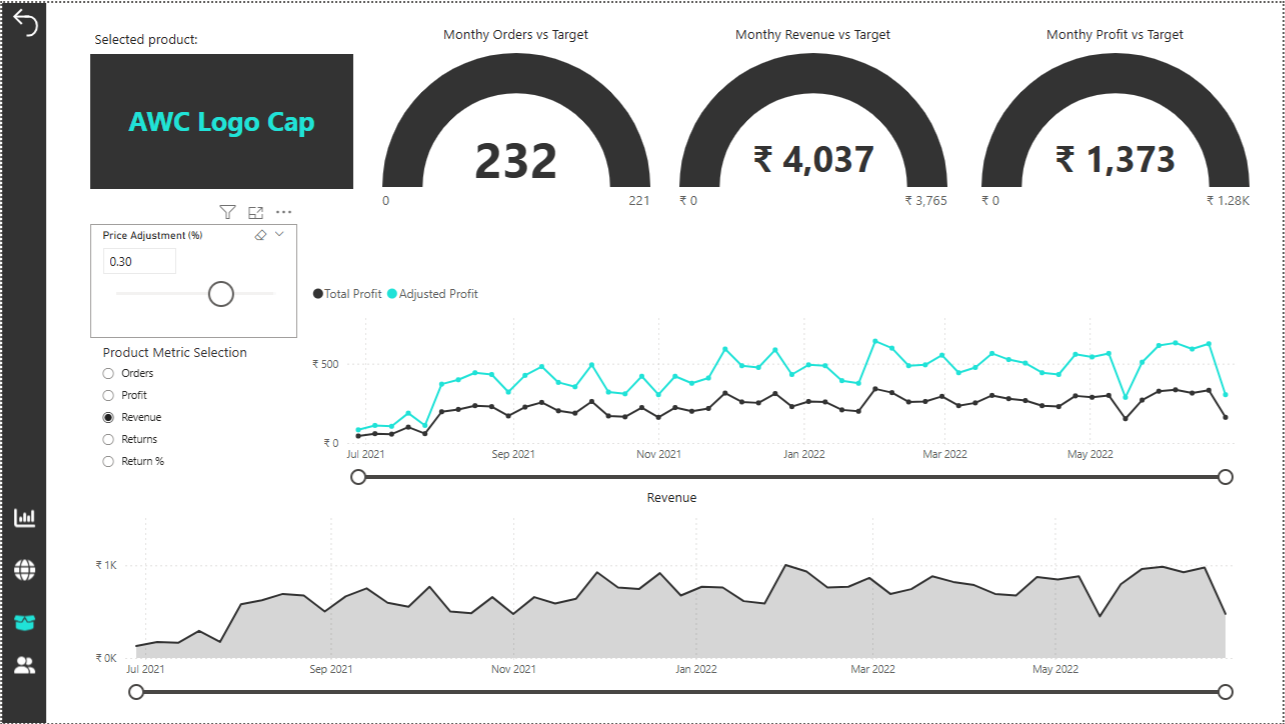 Selected product:
AWC Logo Cap
Monthy Orders vs Target
232
0
221
Monthy Revenue vs Target
₹ 4,037
₹ 0
₹ 3,765
Monthy Profit vs Target
₹ 1,373
₹ 0
₹ 1.28K
Price Adjustment (%)
0.30
Product Metric Selection
Orders
Profit
Revenue
Returns
Return %
Total Profit Adjusted Profit
₹ 500
₹ 0
Jul 2021 Sep 2021 Nov 2021 Jan 2022 Mar 2022 May 2022
Revenue
₹ 1K
₹ 0K
Jul 2021 Sep 2021 Nov 2021 Jan 2022 Mar 2022 May 2022